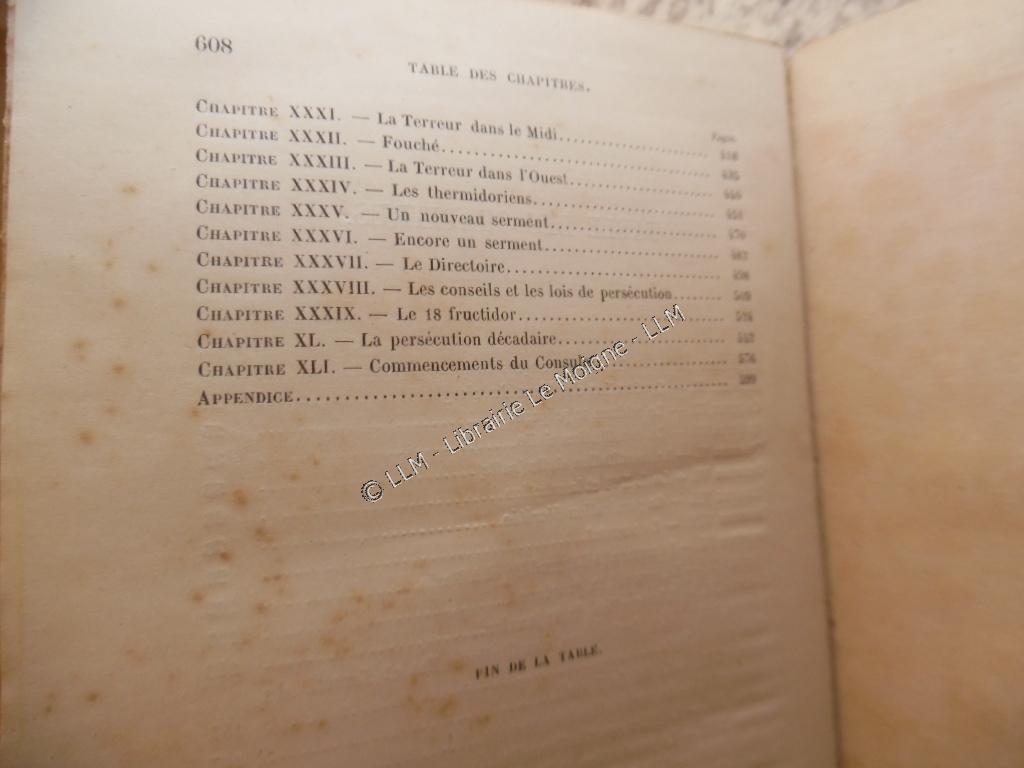 608
TABLE DES CHAPITRES.
Pages.
CHAPITRE XXXI. — La Terreur dans le Midi
CHAPITRE XXXII. — Fouché
CHAPITRE XXXIII. — La Terreur dans l'Ouest
CHAPITRE XXXIV. — Les thermidoriens
CHAPITRE XXXV. — Un nouveau serment
CHAPITRE XXXVI. — Encore un serment
CHAPITRE XXXVII. — Le Directoire
CHAPITRE XXXVIII. — Les conseils et les lois de persécution
CHAPITRE XXXIX. — Le 18 fructidor
CHAPITRE XL. — La persécution décadaire
CHAPITRE XLI. — Commencements du
APPENDICE
© LLM - Librairie Le Moigne - LLM
FIN DE LA TABLE.